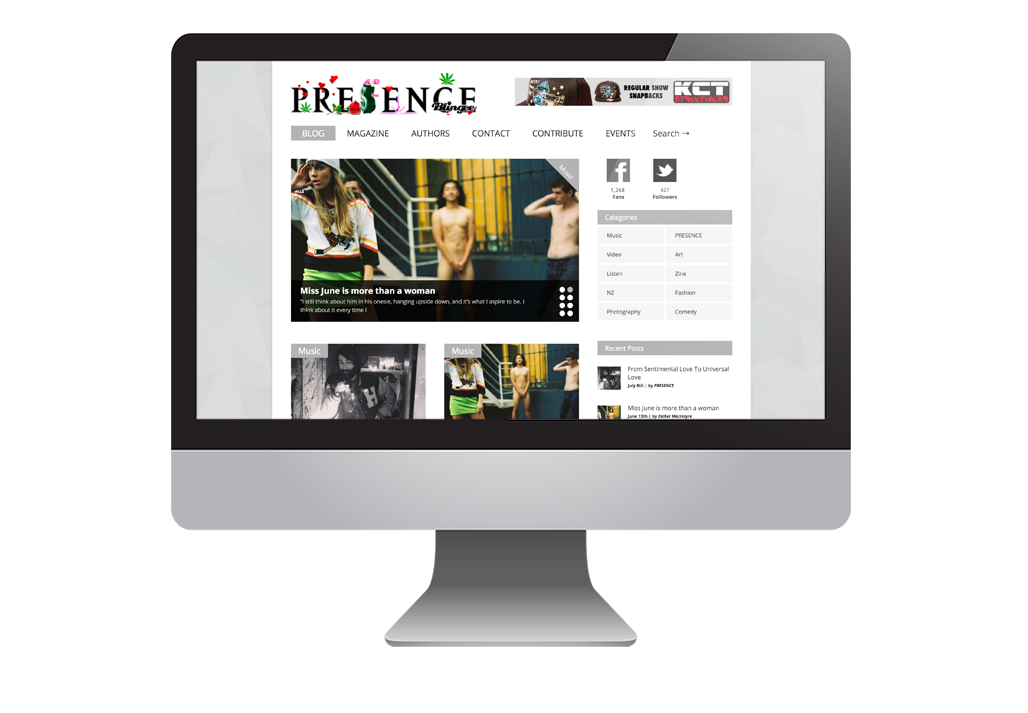 PRESENCE
Blingee
REGULAR SHOW
SNAPBACKS
KCT
STREETWEAR
BLOG
MAGAZINE
AUTHORS
CONTACT
CONTRIBUTE
EVENTS
Search →
Music
1,268
Fans
427
Followers
Categories
Music
PRESENCE
Video
Art
Listen
Zine
NZ
Fashion
Photography
Comedy
Miss June is more than a woman
"I still think about him in his onesie, hanging upside down, and it's what I aspire to be. I
think about it every time I
Music
Music
Recent Posts
From Sentimental Love To Universal
Love
July 8th | by PRESENCE
Miss June is more than a woman
June 13th | by Esther MacIntyre